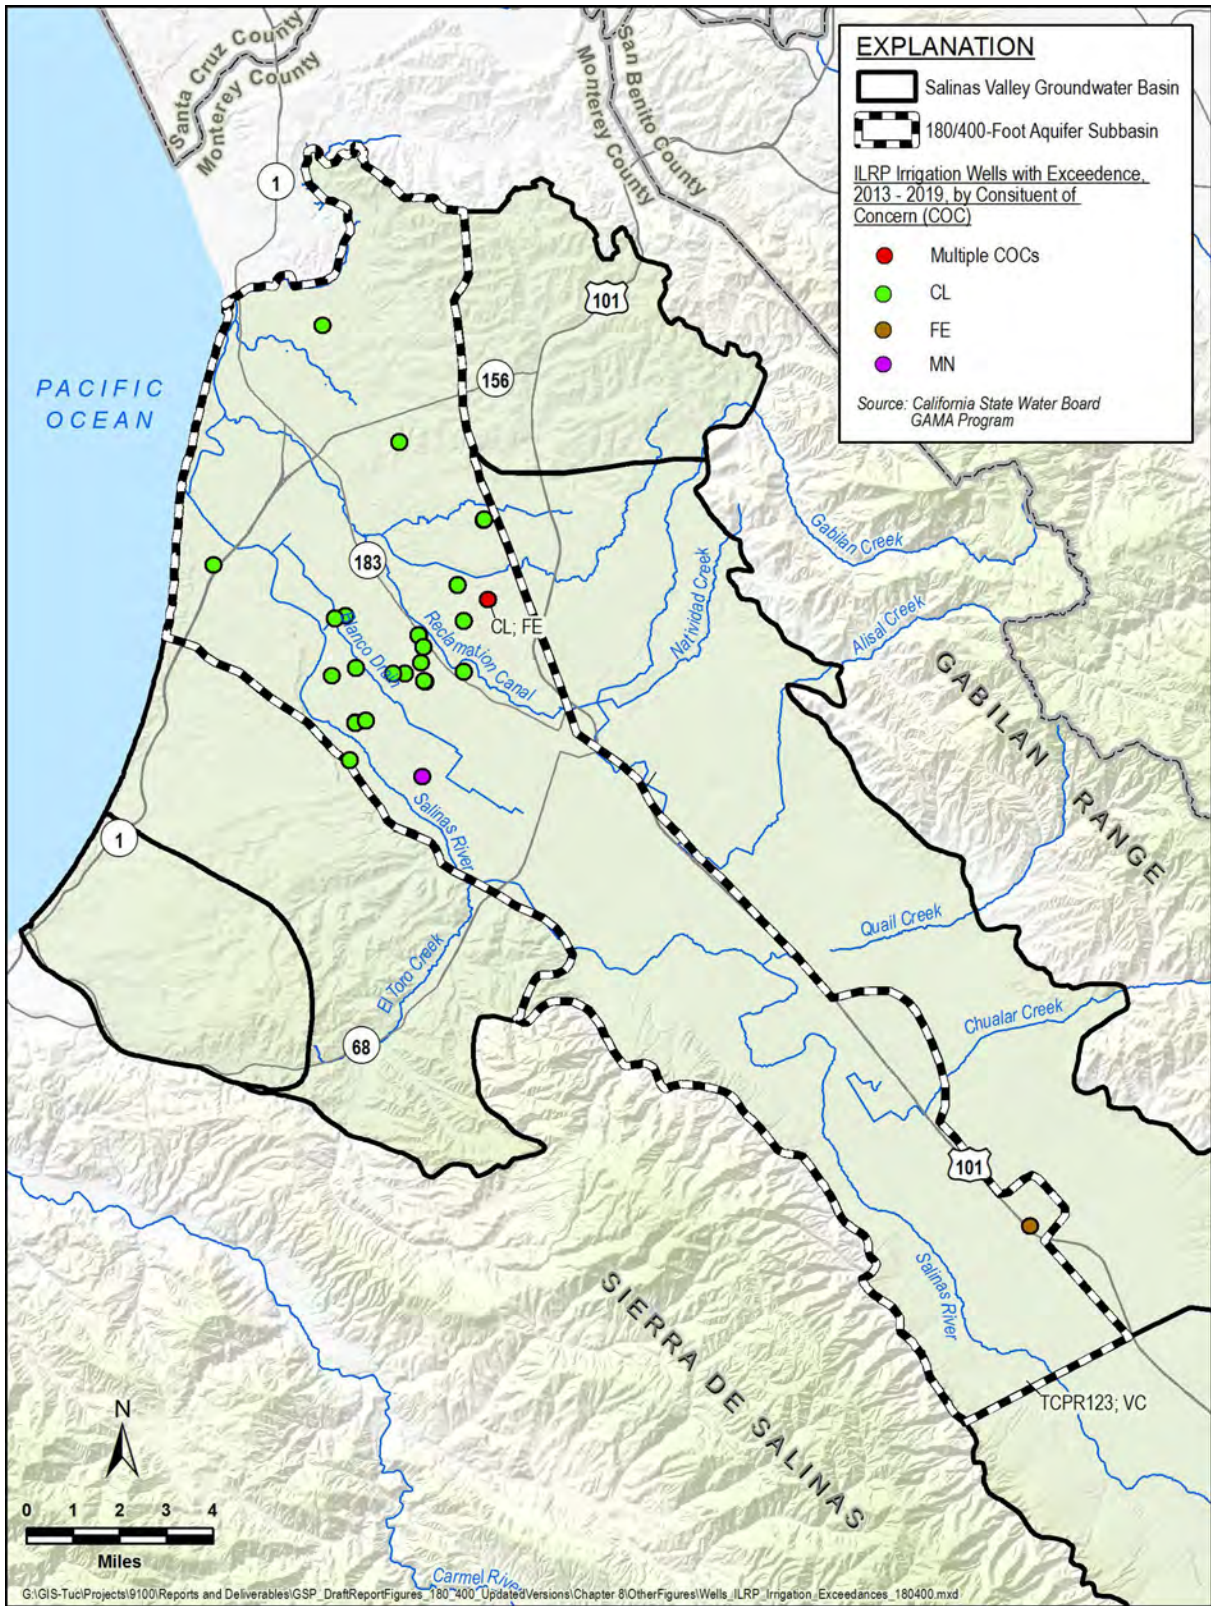 EXPLANATION
Salinas Valley Groundwater Basin
180/400-Foot Aquifer Subbasin
ILRP Irrigation Wells with Exceedence,
2013 - 2019, by Consituent of
Concern (COC)
Multiple COCs
CL
FE
MN
Source: California State Water Board
GAMA Program
Santa Cruz County
Monterey County
San Benito County
Monterey County
1
101
156
PACIFIC
OCEAN
183
Gabilan Creek
Natividad Creek
Alisal Creek
CL; FE
Reclamation Canal
Blanco Drain
GABILAN
RANGE
Salinas River
1
Quail Creek
El Toro Creek
Chualar Creek
68
101
Salinas River
SIERRA DE SALINAS
TCPR123; VC
N
0 1 2 3 4
Miles
Carmel River
G:\GIS-Tuc\Projects\9100\Reports and Deliverables\GSP_DraftReportFigures_180_400_UpdatedVersions\Chapter 8\OtherFigures\Wells_ILRP_Irrigation_Exceedances_180400.mxd